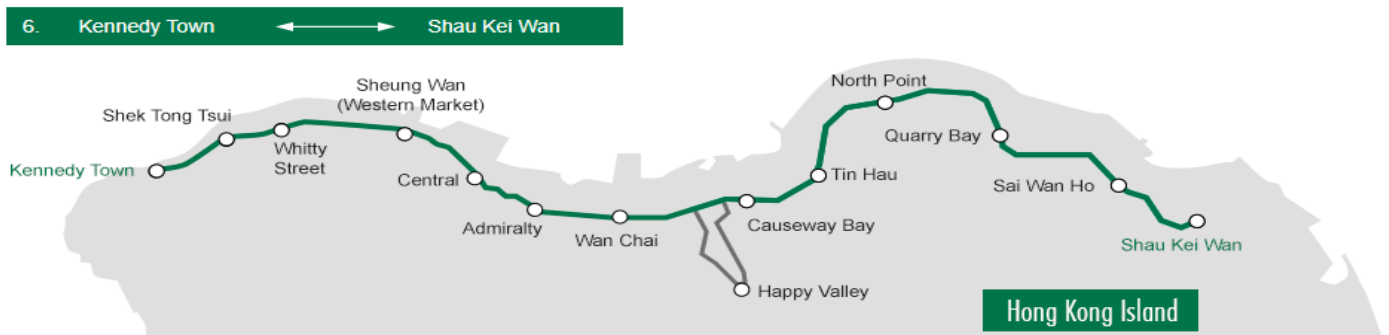 6. Kennedy Town Shau Kei Wan
Sheung Wan
(Western Market)
North Point
Shek Tong Tsui
Whitty
Street
Quarry Bay
Kennedy Town
Central
Tin Hau
Sai Wan Ho
Admiralty
Wan Chai
Causeway Bay
Shau Kei Wan
Happy Valley
Hong Kong Island